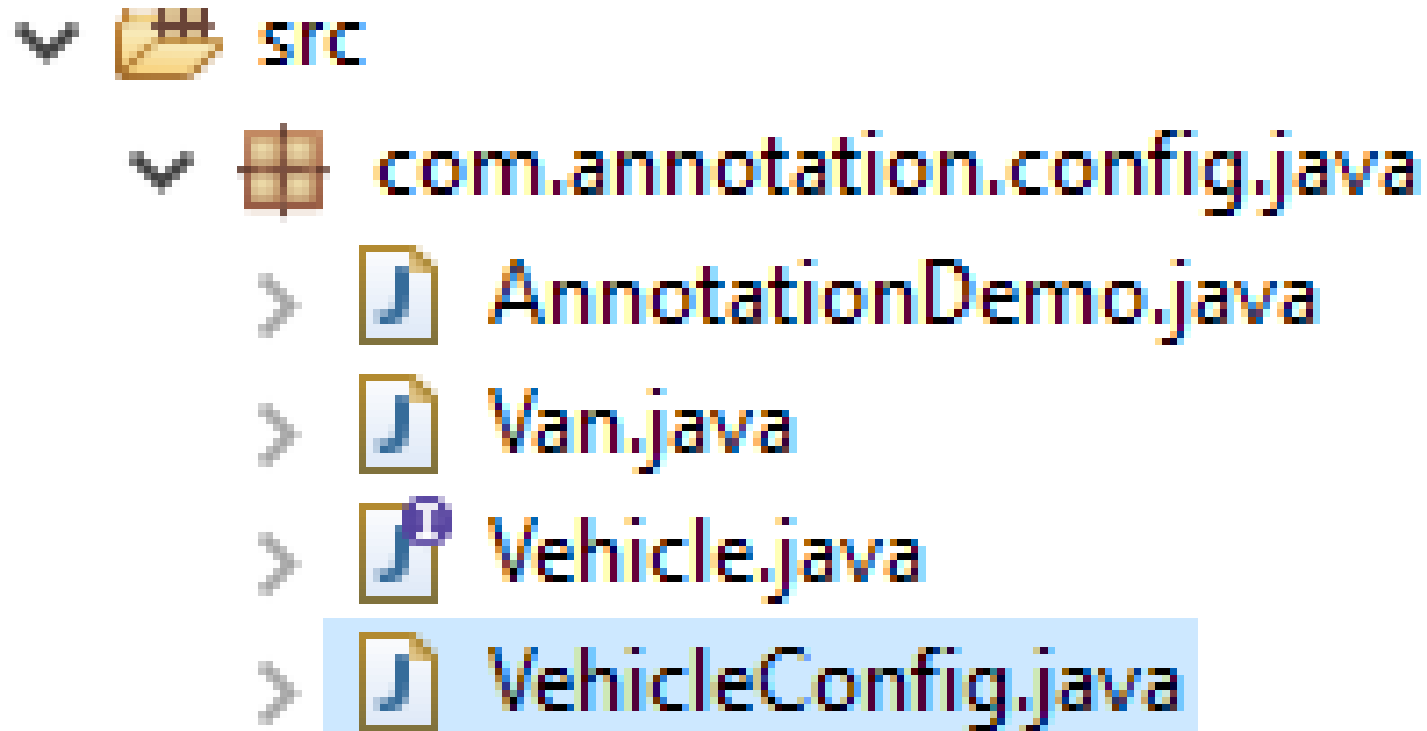 src
com.annotation.config.java
AnnotationDemo.java
Van.java
Vehicle.java
VehicleConfig.java